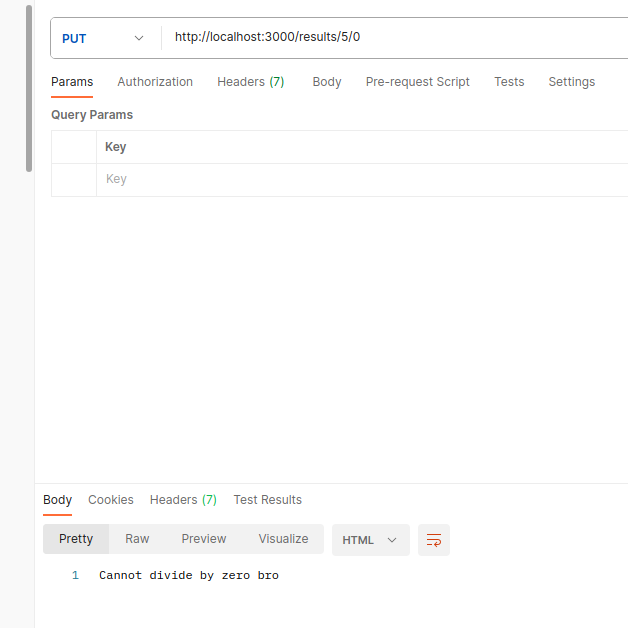 PUT http://localhost:3000/results/5/0
Params Authorization Headers (7) Body Pre-request Script Tests Settings
Query Params
Key
Key
Body Cookies Headers (7) Test Results
Pretty Raw Preview Visualize HTML
1 Cannot divide by zero bro